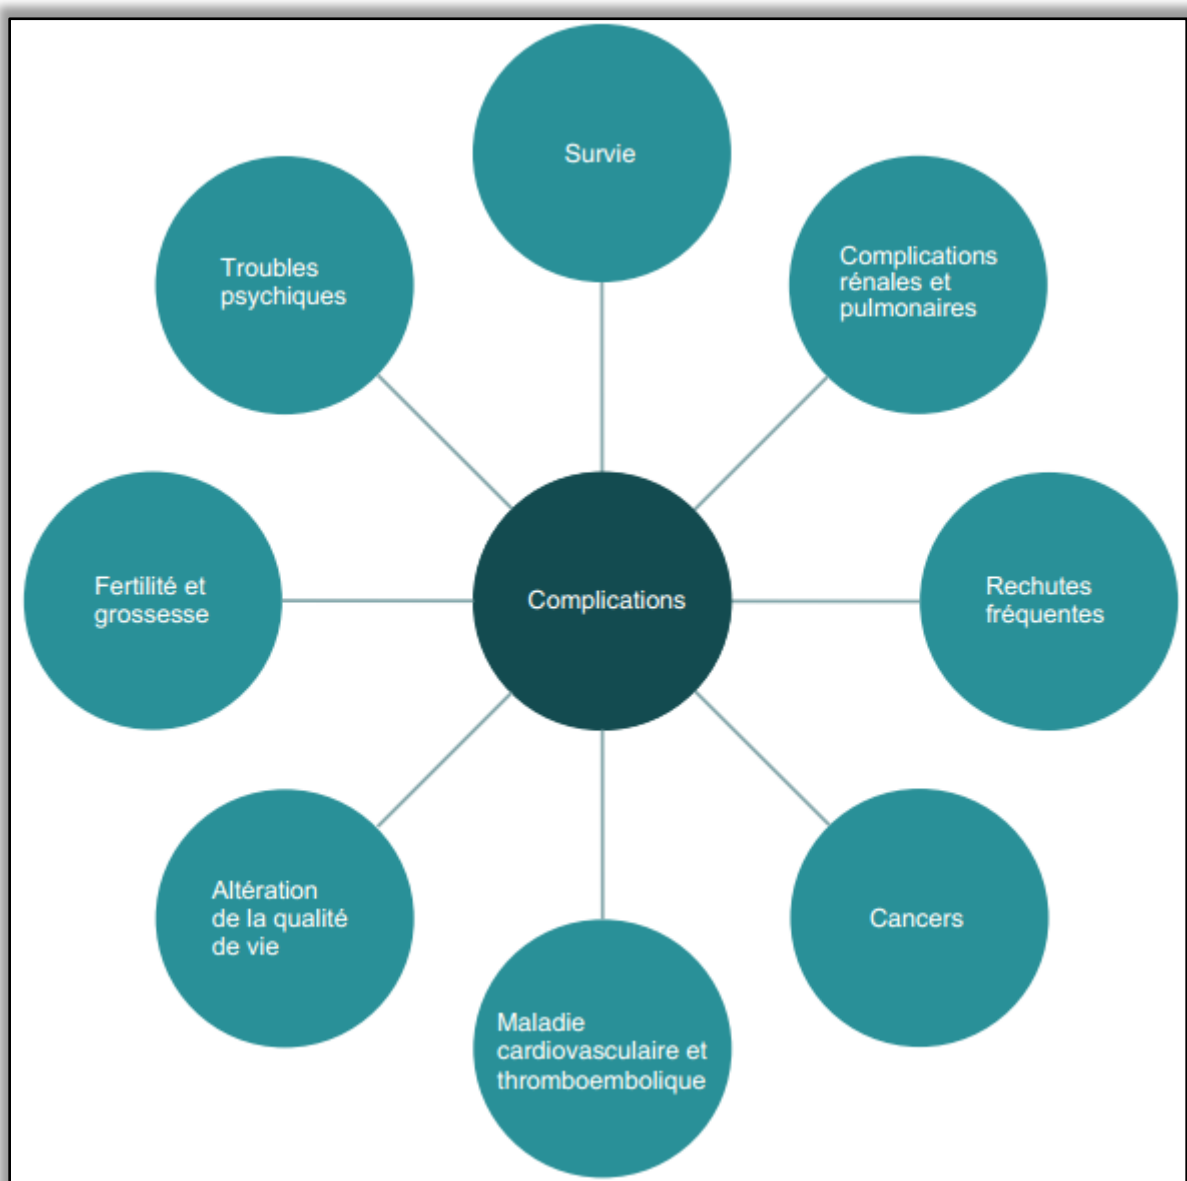 Survie
Complications
rénales et
pulmonaires
Troubles
psychiques
Fertilité et
grossesse
Complications
Rechutes
fréquentes
Altération
de la qualité
de vie
Cancers
Maladie
cardiovasculaire et
thromboembolique